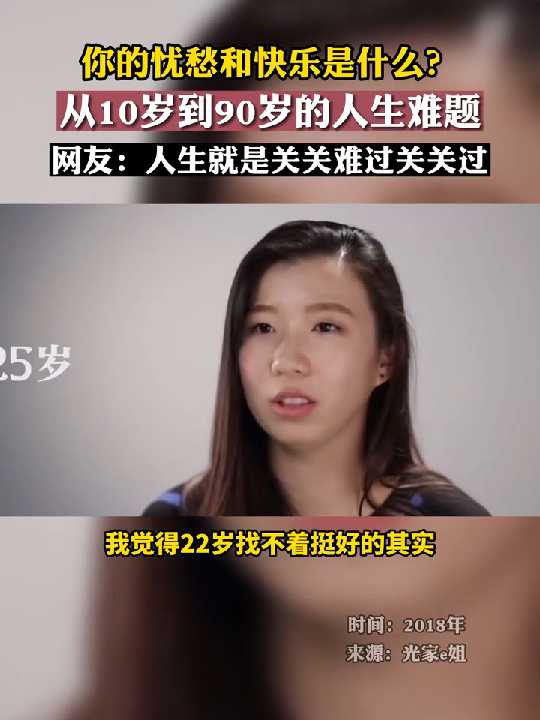 你的忧愁和快乐是什么?
从10岁到90岁的人生难题
网友：人生就是关关难过关关过
25岁
我觉得22岁找不着挺好的其实
时间：2018年
来源：光家e姐